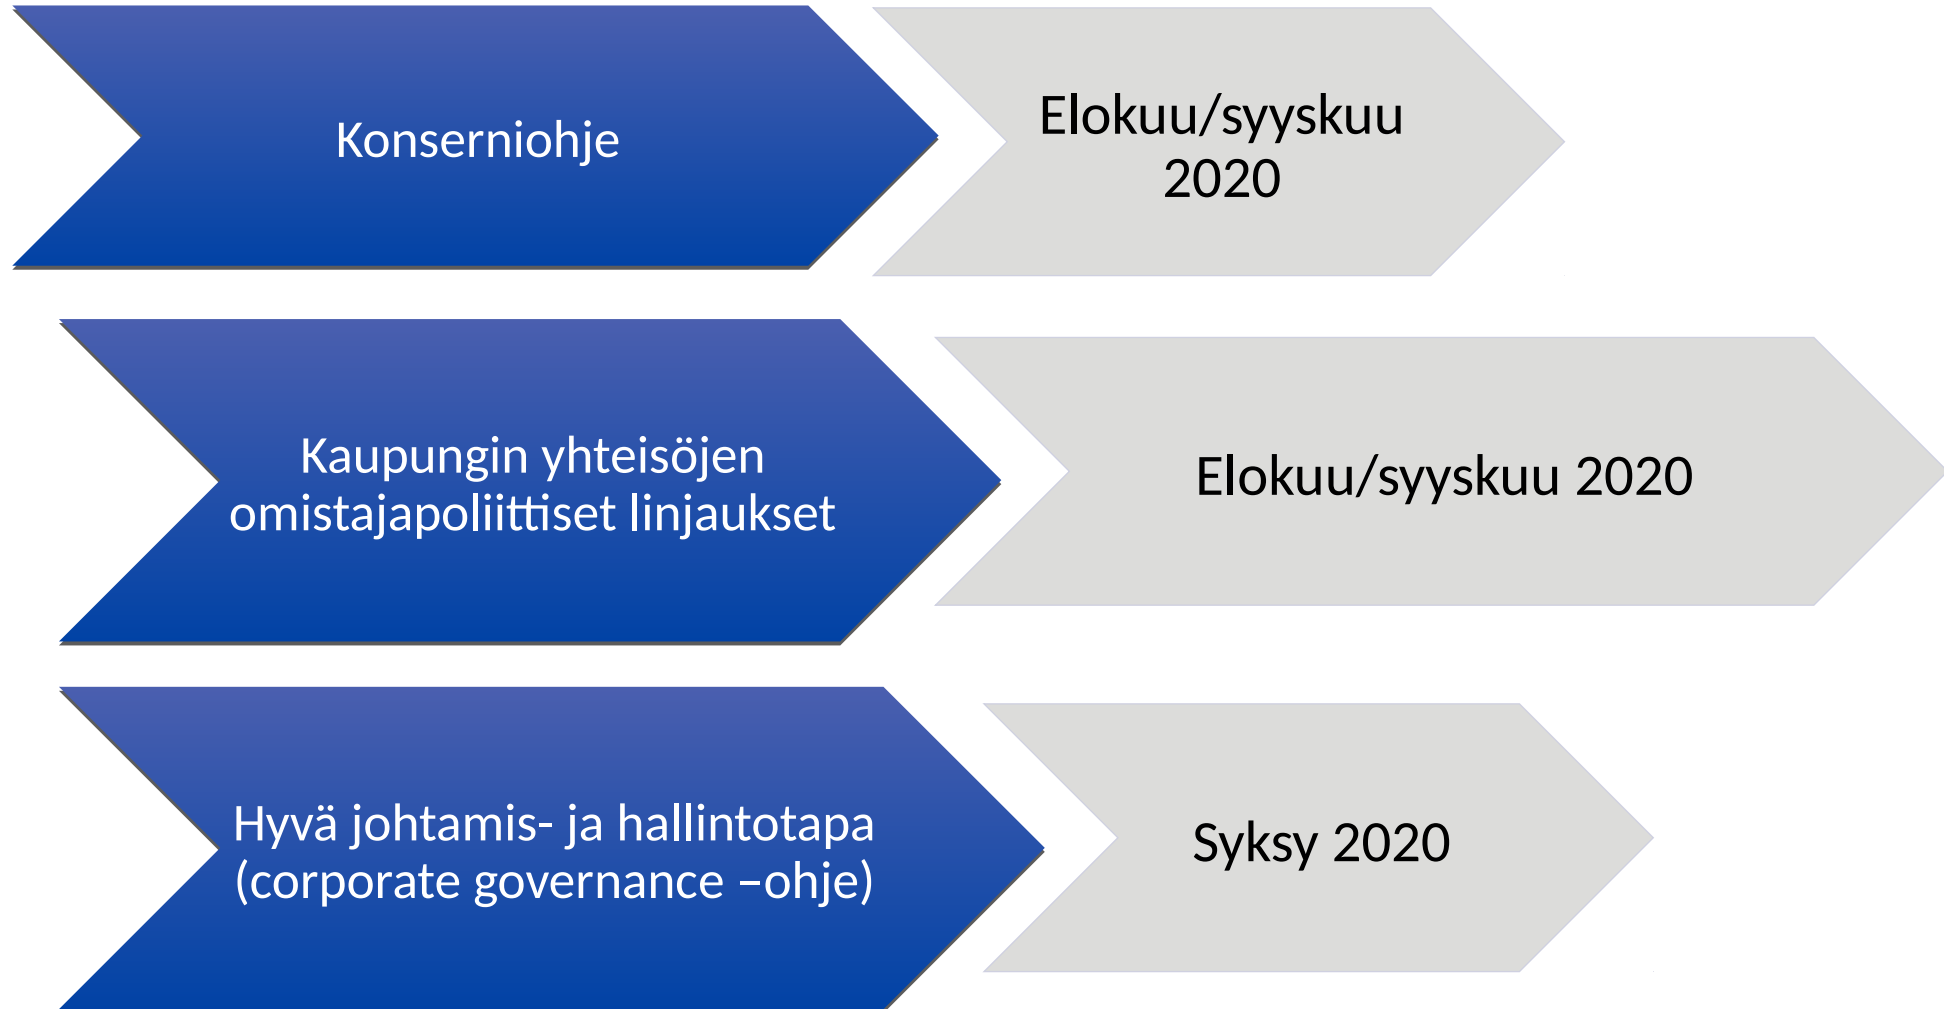 Konserniohje
Elokuu/syyskuu
2020
Kaupungin yhteisöjen
omistajapoliittiset linjaukset
Elokuu/syyskuu 2020
Hyvä johtamis- ja hallintotapa
(corporate governance –ohje)
Syksy 2020